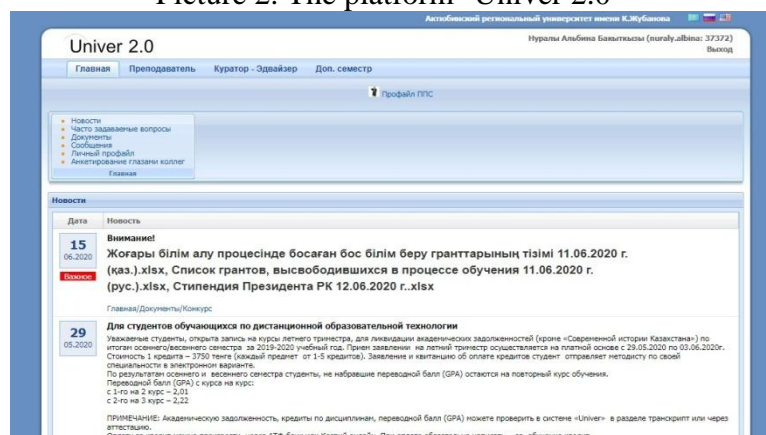 Picture 2. The platform "Univer 2.0"
Актюбинский региональный университет имени К.Жубанова
Univer 2.0
Нуралы Альбина Бакыткызы (nuraly.albina: 37372)
Выход
Главная Преподаватель Куратор - Эдвайзер Доп. семестр
Профайл ППС
Новости
Часто задаваемые вопросы
Документы
Сообщения
Личный профайл
Анкетирование глазами коллег
Главная
Новости
Дата Новость
15
06.2020
Важное
Внимание!
Жоғары білім алу процесінде босаған бос білім беру гранттарының тізімі 11.06.2020 г.
(қаз.).xlsx, Список грантов, высвободившихся в процессе обучения 11.06.2020 г.
(рус.).xlsx, Стипендия Президента РК 12.06.2020 г..xlsx
Главная/Документы/Конкурс
29
05.2020
Для студентов обучающихся по дистанционной образовательной технологии
Уважаемые студенты, открыта запись на курсы летнего триместра, для ликвидации академических задолженностей (кроме «Современной истории Казахстана») по
итогам осеннего/весеннего семестра за 2019-2020 учебный год. Прием заявлении на летний триместр осуществляется на платной основе с 29.05.2020 по 03.06.2020г.
Стоимость 1 кредита – 3750 тенге (каждый предмет от 1-5 кредитов). Заявление и квитанцию об оплате кредитов студент отправляет методисту по своей
специальности в электронном варианте.
По результатам осеннего и весеннего семестра студенты, не набравшие переводной балл (GPA) остаются на повторный курс обучения.
Переводной балл (GPA) с курса на курс:
с 1-го на 2 курс – 2,01
с 2-го на 3 курс – 2,22
ПРИМЕЧАНИЕ: Академическую задолженность, кредиты по дисциплинам, переводной балл (GPA) можете проверить в системе «Univer» в разделе транскрипт или через
аттестацию.